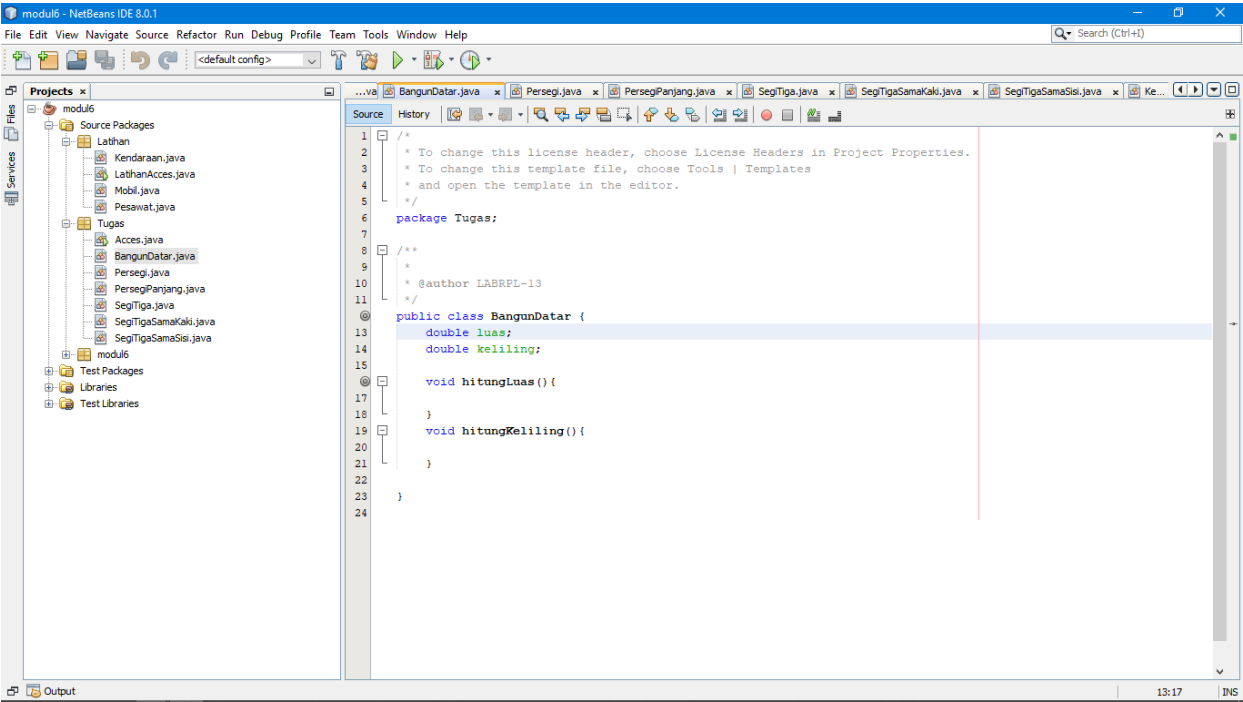 modul6 - NetBeans IDE 8.0.1
File Edit View Navigate Source Refactor Run Debug Profile Team Tools Window Help
Search (Ctrl+I)
<default config>
Files
Services
Projects
modul6
Source Packages
Latihan
Kendaraan.java
LatihanAcces.java
Mobil.java
Pesawat.java
Tugas
Acces.java
BangunDatar.java
Persegi.java
PersegiPanjang.java
SegiTiga.java
SegiTigaSamaKaki.java
SegiTigaSamaSisi.java
modul6
Test Packages
Libraries
Test Libraries
...va BangunDatar.java Persegi.java PersegiPanjang.java SegiTiga.java SegiTigaSamaKaki.java SegiTigaSamaSisi.java Ke...
Source History
1 /*
2 * To change this license header, choose License Headers in Project Properties.
3 * To change this template file, choose Tools | Templates
4 * and open the template in the editor.
5 */
6 package Tugas;
7
8 /**
9 *
10 * @author LABRPL-13
11 */
public class BangunDatar {
13 double luas;
14 double keliling;
15
void hitungLuas(){
17
18 }
19 void hitungKeliling(){
20
21 }
22
23 }
24
Output
13:17 INS